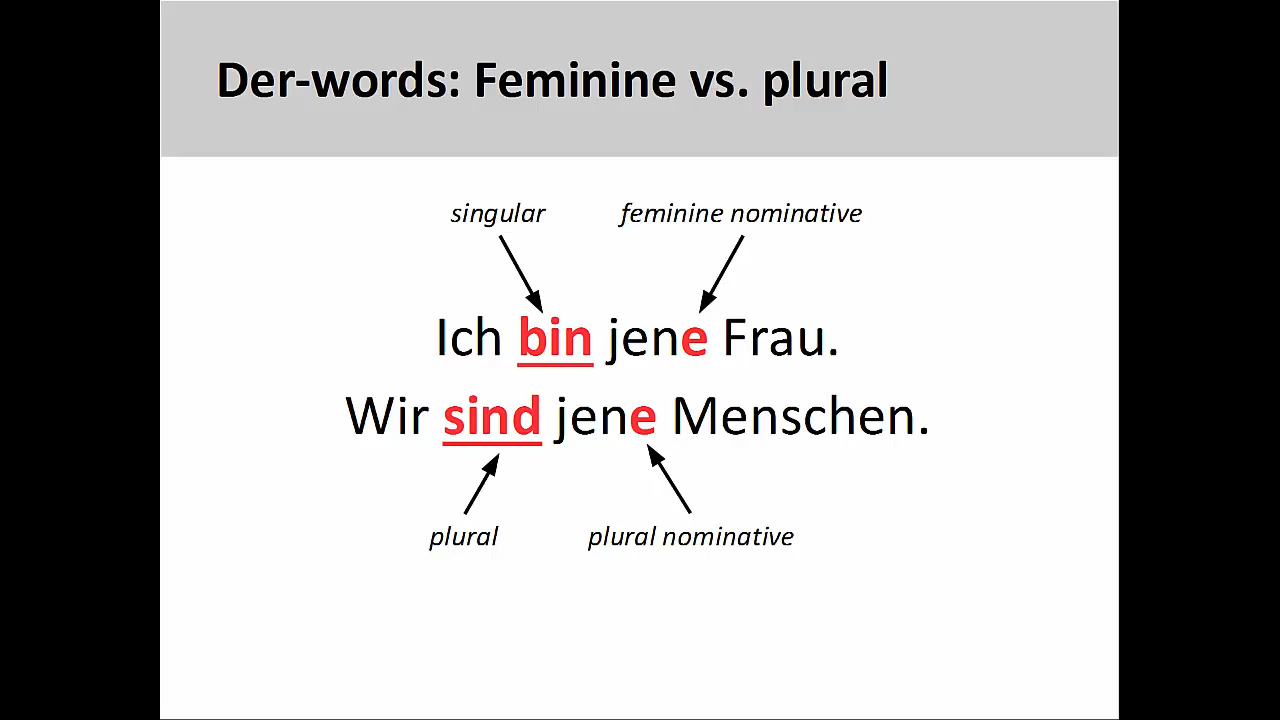 Der-words: Feminine vs. plural
singular feminine nominative
Ich bin jene Frau.
Wir sind jene Menschen.
plural plural nominative